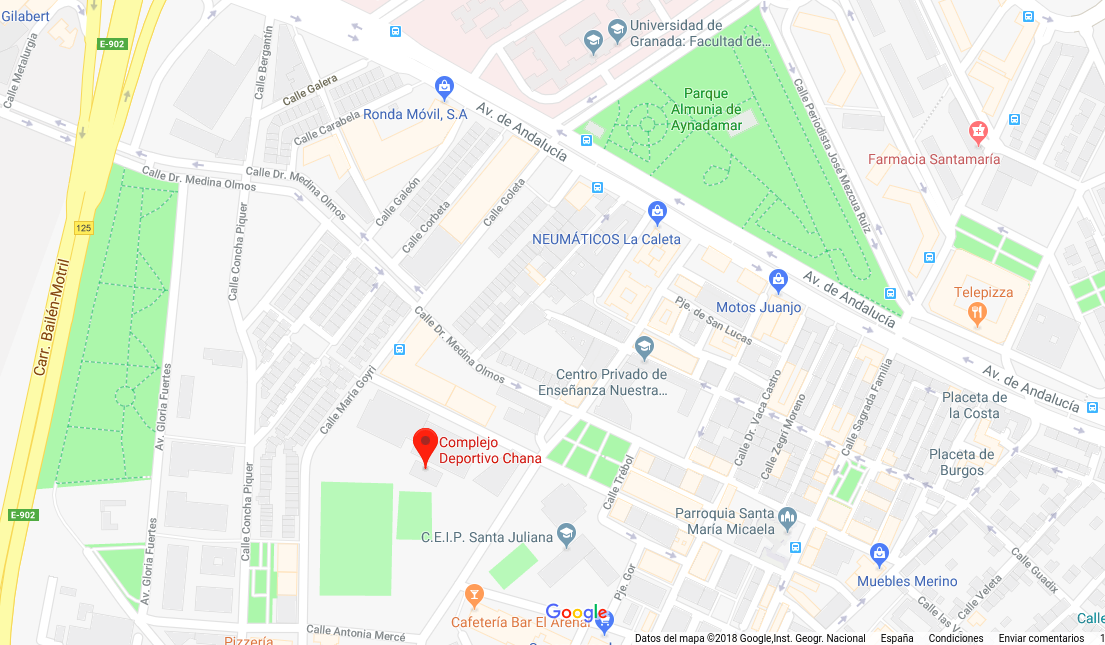 Gilabert
E-902
Calle Metalurgia
Calle Bergantín
Calle Galera
Calle Carabela
Ronda Móvil, S.A
Av. de Andalucía
Universidad de
Granada: Facultad de...
Parque
Almunia de
Aynadamar
Calle Periodista José Mezcua Ruiz
Farmacia Santamaría
Calle Dr. Medina Olmos
Calle Dr. Medina Olmos
Calle Galeón
Calle Corbeta
Calle Goleta
NEUMÁTICOS La Caleta
125
Calle Concha Piquer
Carr. Bailén-Motril
Motos Juanjo
Av. de Andalucía
Telepizza
Pje. de San Lucas
Calle Dr. Medina Olmos
Centro Privado de
Enseñanza Nuestra...
Av. de Andalucía
Placeta de
la Costa
Calle María Goyri
Av. Gloria Fuertes
Calle Dr. Vaca Castro
Calle Zegrí Moreno
Calle Sagrada Familia
Complejo
Deportivo Chana
Placeta de
Burgos
Calle Trébol
Calle Concha Piquer
E-902
Av. Gloria Fuertes
Parroquia Santa
María Micaela
C.E.I.P. Santa Juliana
Pje. Gor
Muebles Merino
Calle Guadix
Calle Veleta
Calle las
Calle
Cafetería Bar El Arenal
Calle Antonia Mercé
Pizzería
Google
Datos del mapa ©2018 Google,Inst. Geogr. Nacional España Condiciones Enviar comentarios 1